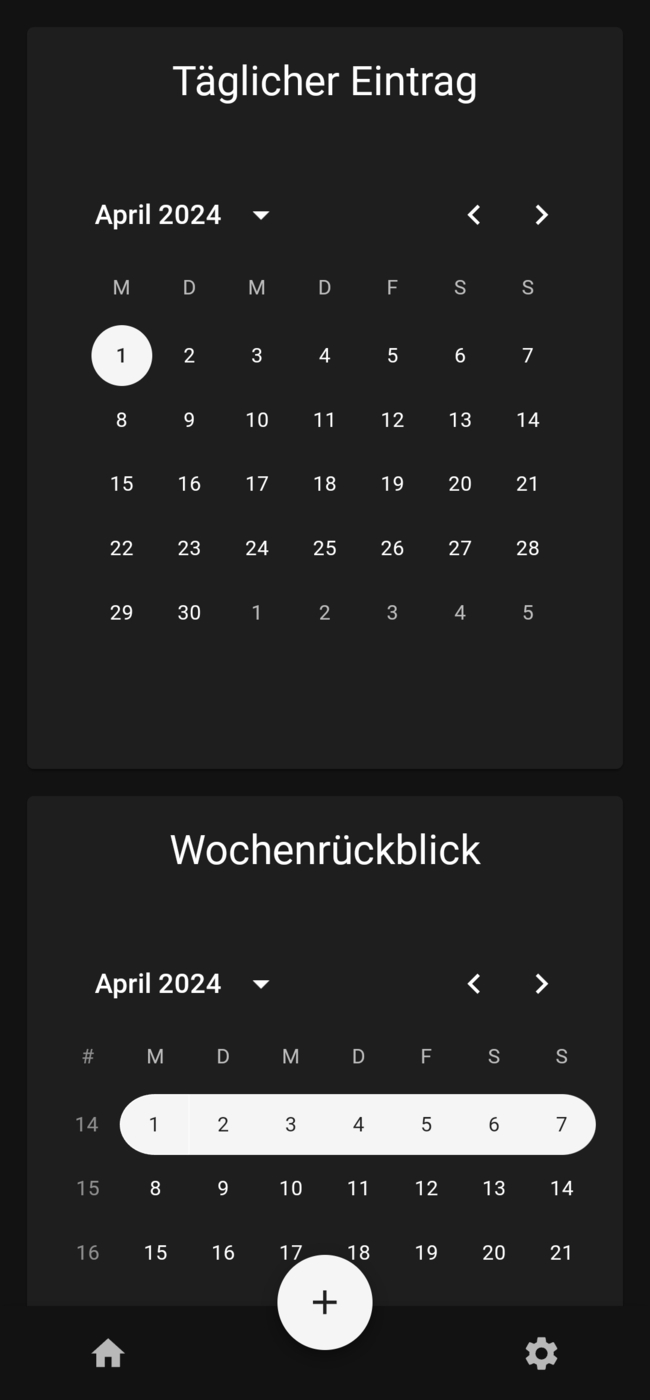 Täglicher Eintrag
April 2024
M D M D F S S
1 2 3 4 5 6 7
8 9 10 11 12 13 14
15 16 17 18 19 20 21
22 23 24 25 26 27 28
29 30 1 2 3 4 5
Wochenrückblick
April 2024
# M D M D F S S
14 1 2 3 4 5 6 7
15 8 9 10 11 12 13 14
16 15 16 17 18 19 20 21
+